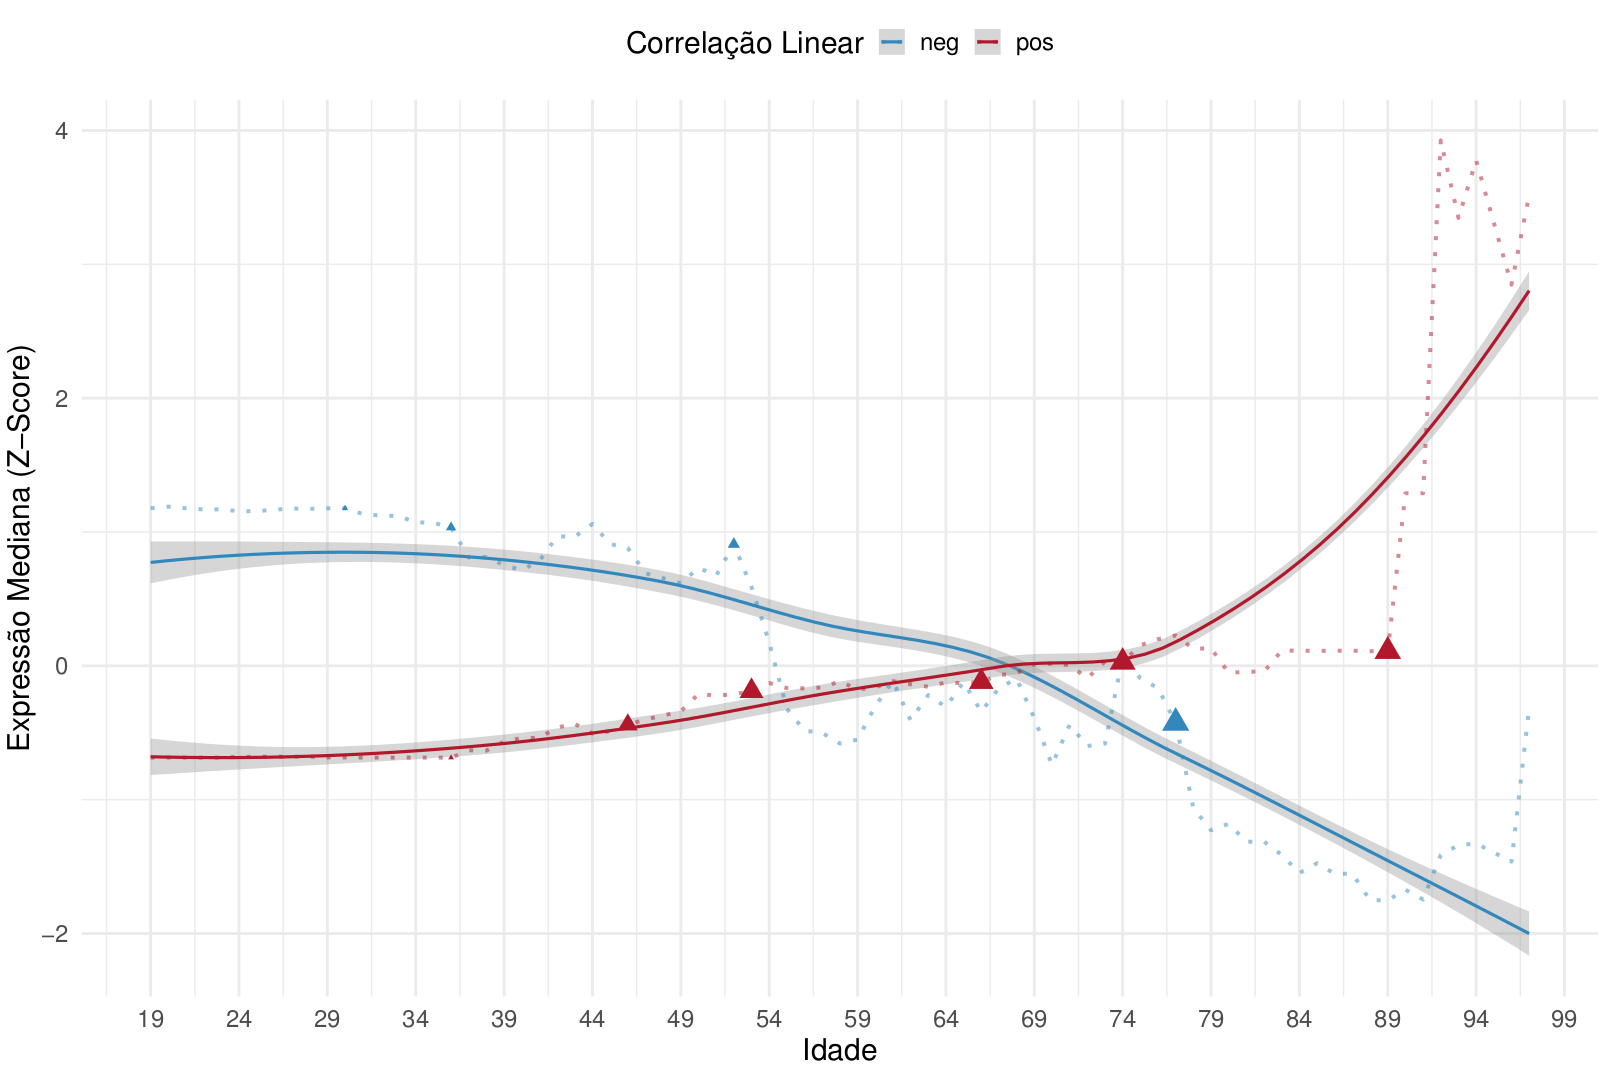 Correlação Linear neg pos
4
2
0
−2
Expressão Mediana (Z−Score)
19 24 29 34 39 44 49 54 59 64 69 74 79 84 89 94 99
Idade